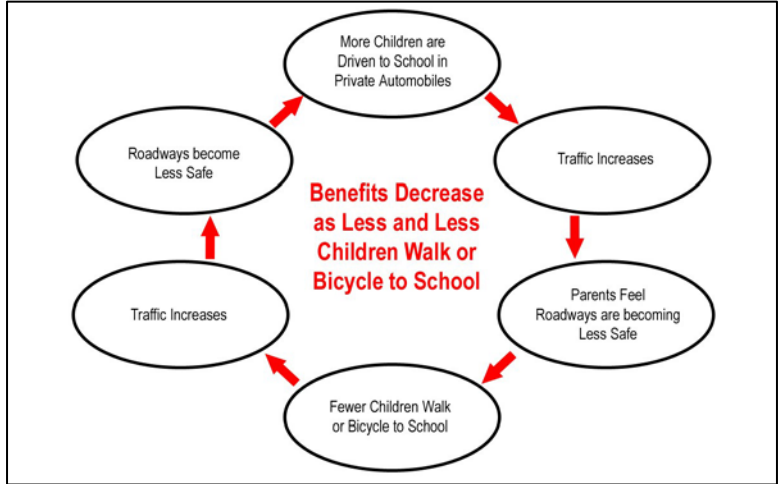 More Children are
Driven to School in
Private Automobiles
Traffic Increases
Parents Feel
Roadways are becoming
Less Safe
Fewer Children Walk
or Bicycle to School
Traffic Increases
Roadways become
Less Safe
Benefits Decrease
as Less and Less
Children Walk or
Bicycle to School